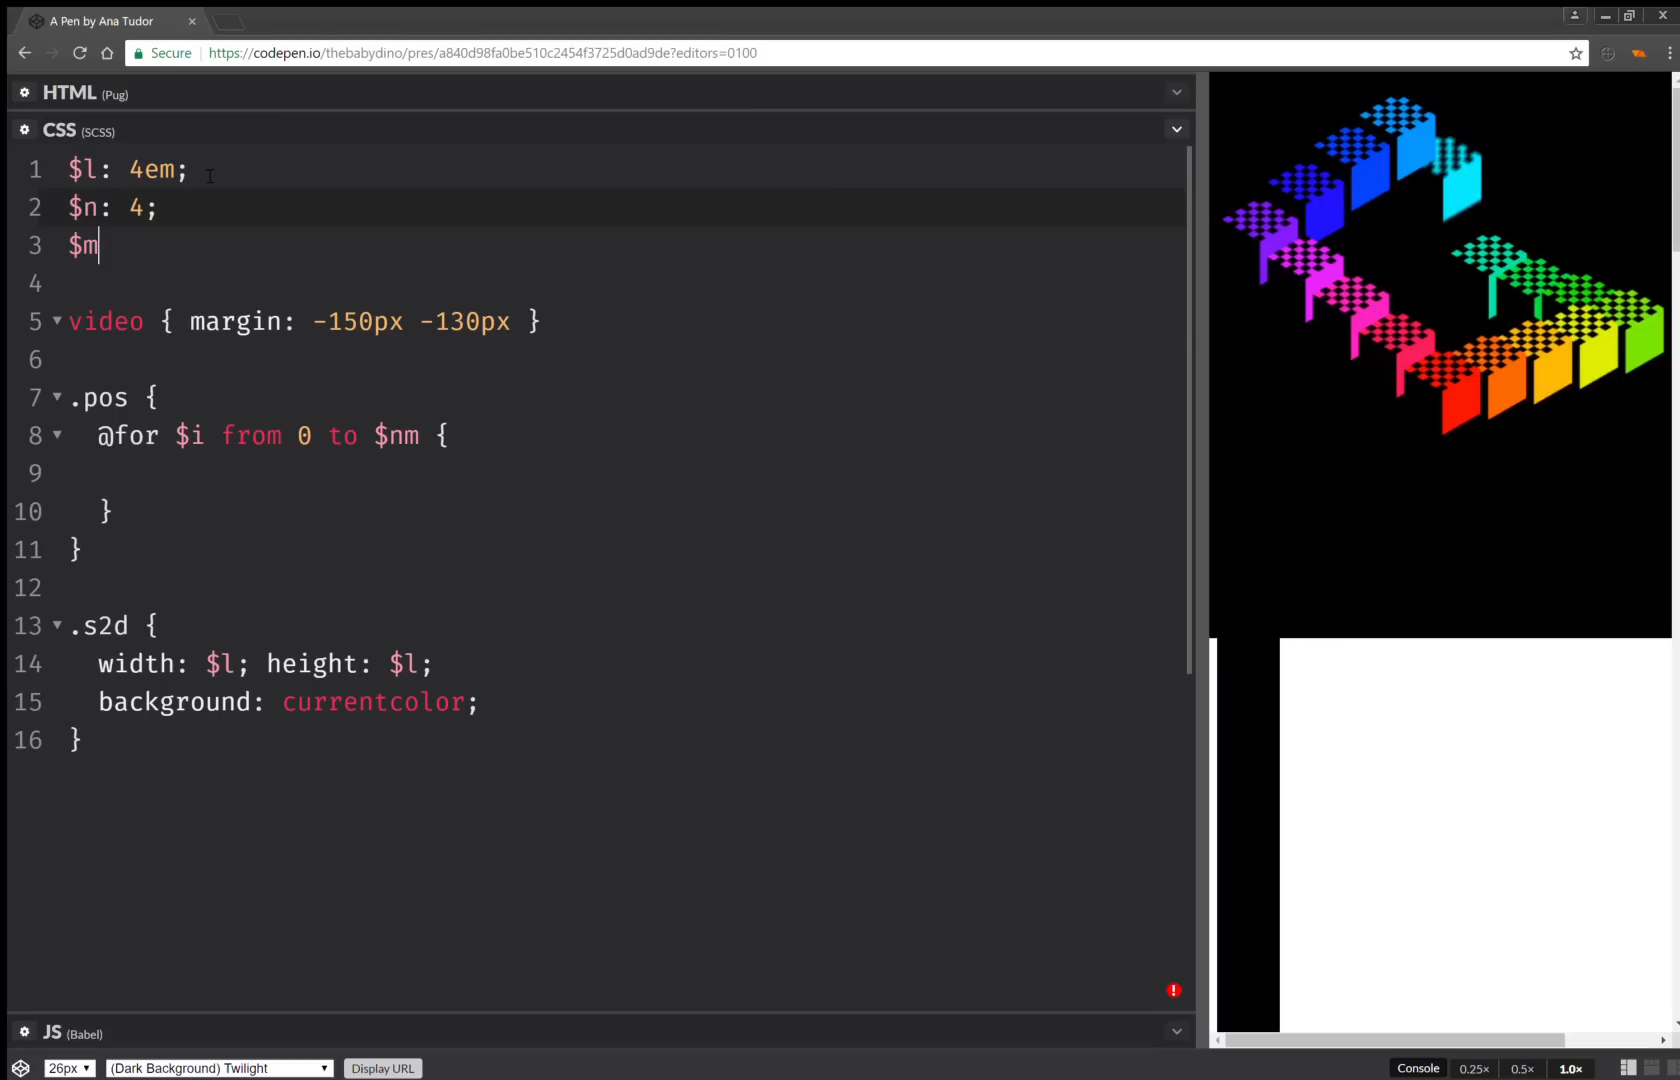 A Pen by Ana Tudor
Secure https://codepen.io/thebabydino/pres/a840d98fa0be510c2454f3725d0ad9de?editors=0100
HTML (Pug)
CSS (SCSS)
1 $l: 4em;
2 $n: 4;
3 $m
4
5 video { margin: -150px -130px }
6
7 .pos {
8 @for $i from 0 to $nm {
9
10 }
11 }
12
13 .s2d {
14 width: $l; height: $l;
15 background: currentcolor;
16 }
JS (Babel)
26px (Dark Background) Twilight Display URL Console 0.25× 0.5× 1.0×